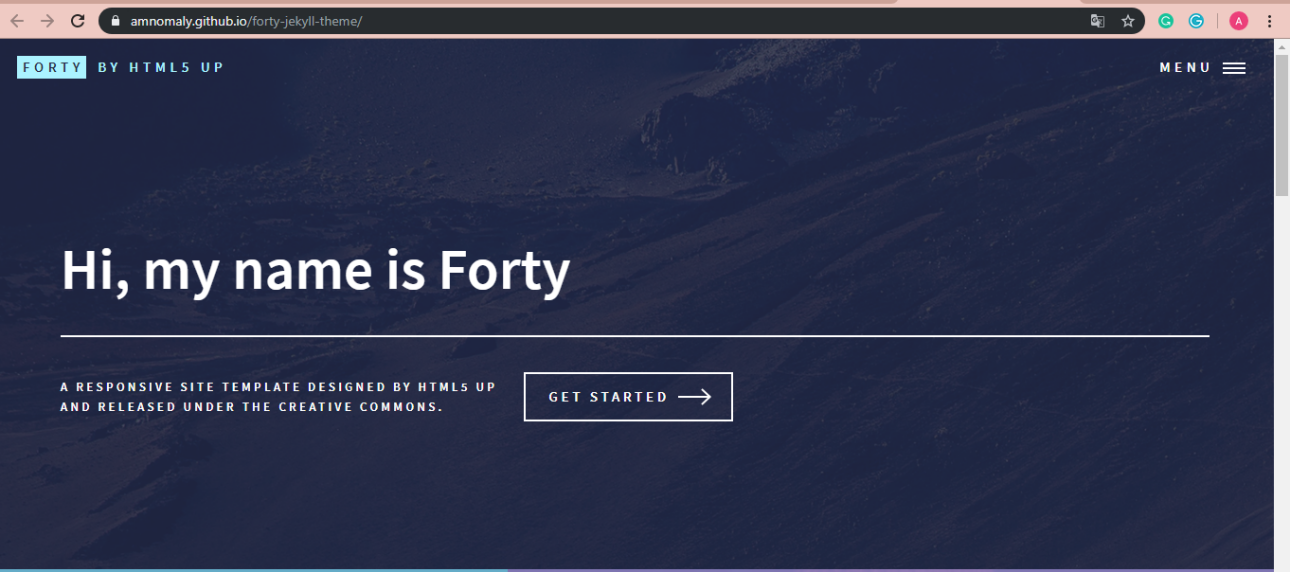 amnomaly.github.io/forty-jekyll-theme/
A
FORTY BY HTML5 UP
MENU
Hi, my name is Forty
A RESPONSIVE SITE TEMPLATE DESIGNED BY HTML5 UP
AND RELEASED UNDER THE CREATIVE COMMONS.
GET STARTED